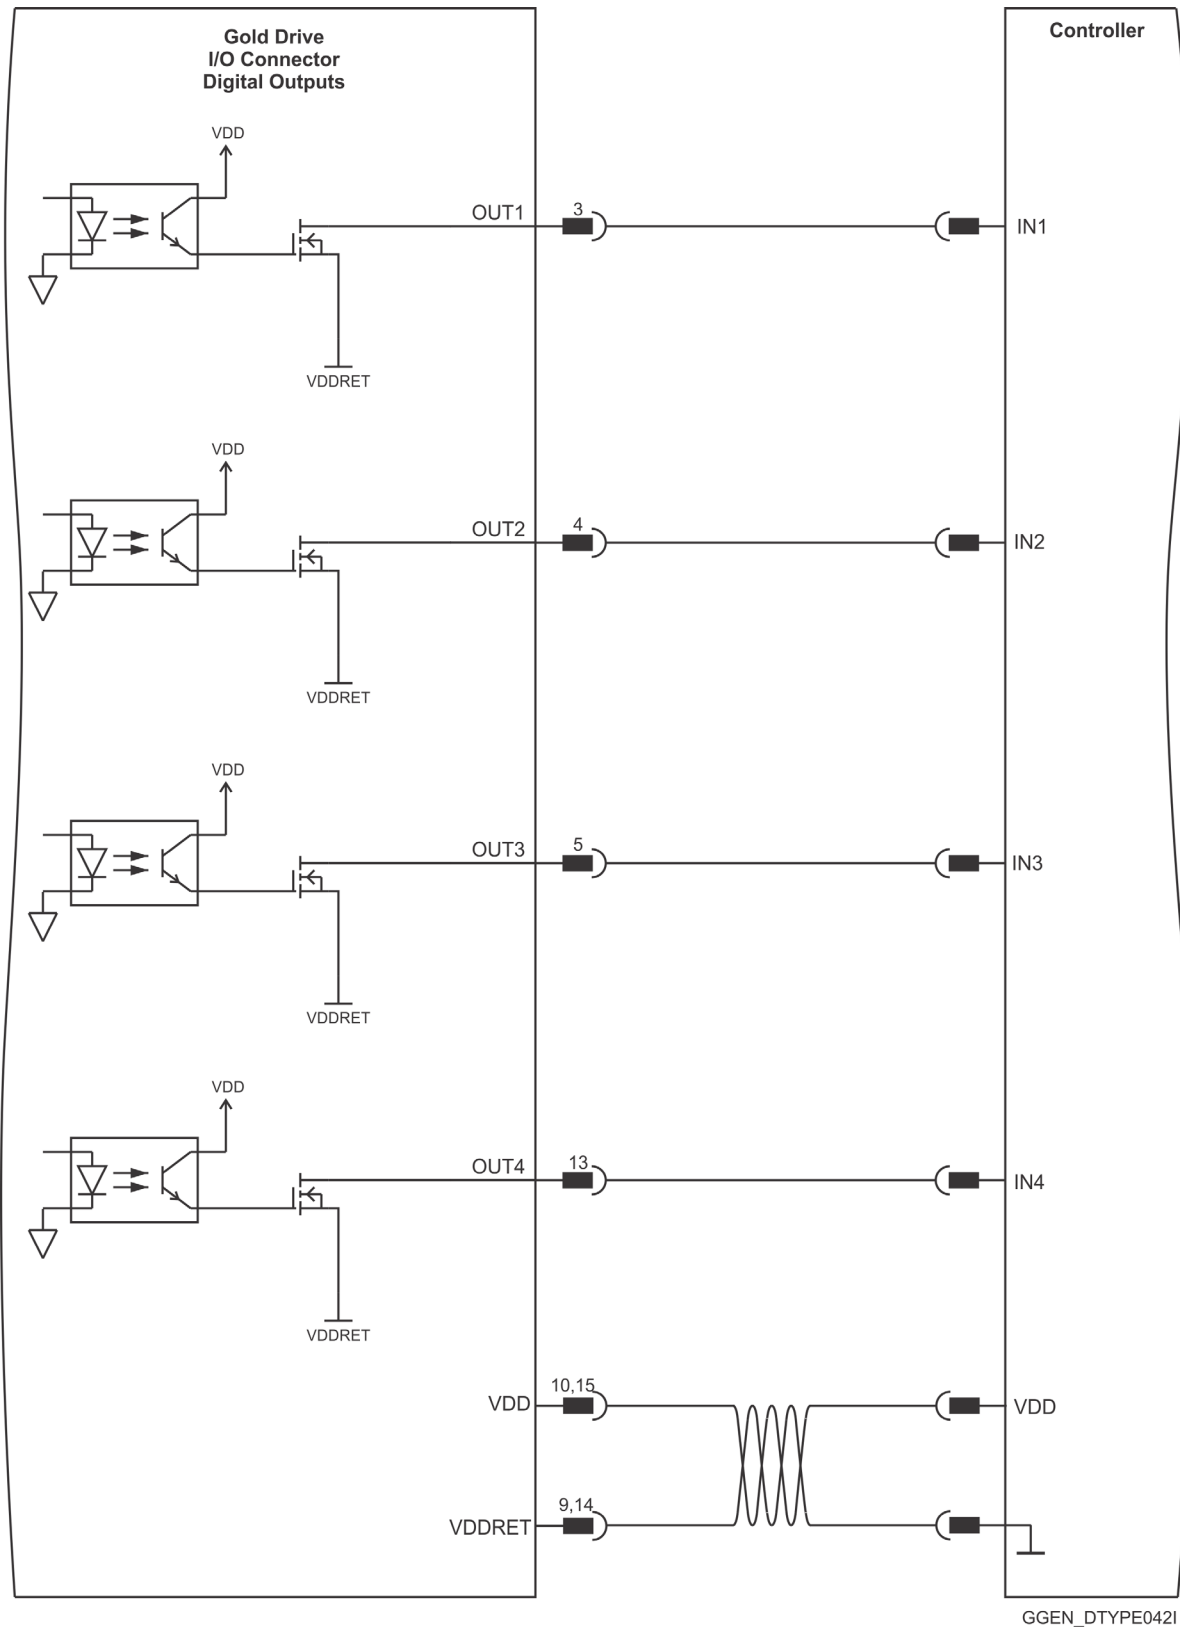 Gold Drive
I/O Connector
Digital Outputs
Controller
VDD
OUT1
3
IN1
VDDRET
VDD
OUT2
4
IN2
VDDRET
VDD
OUT3
5
IN3
VDDRET
VDD
OUT4
13
IN4
VDDRET
10,15
VDD
VDD
9,14
VDDRET
GGEN_DTYPE042I